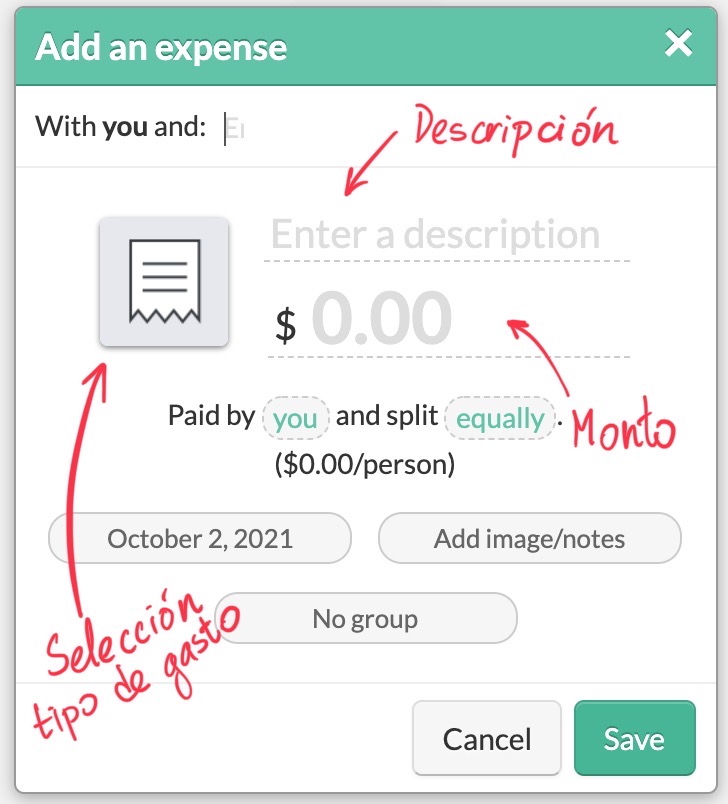 Add an expense
With you and:
Descripción
Enter a description
$ 0.00
Paid by you and split equally.
Monto
($0.00/person)
October 2, 2021
Add image/notes
No group
Selección
tipo de gasto
Cancel
Save